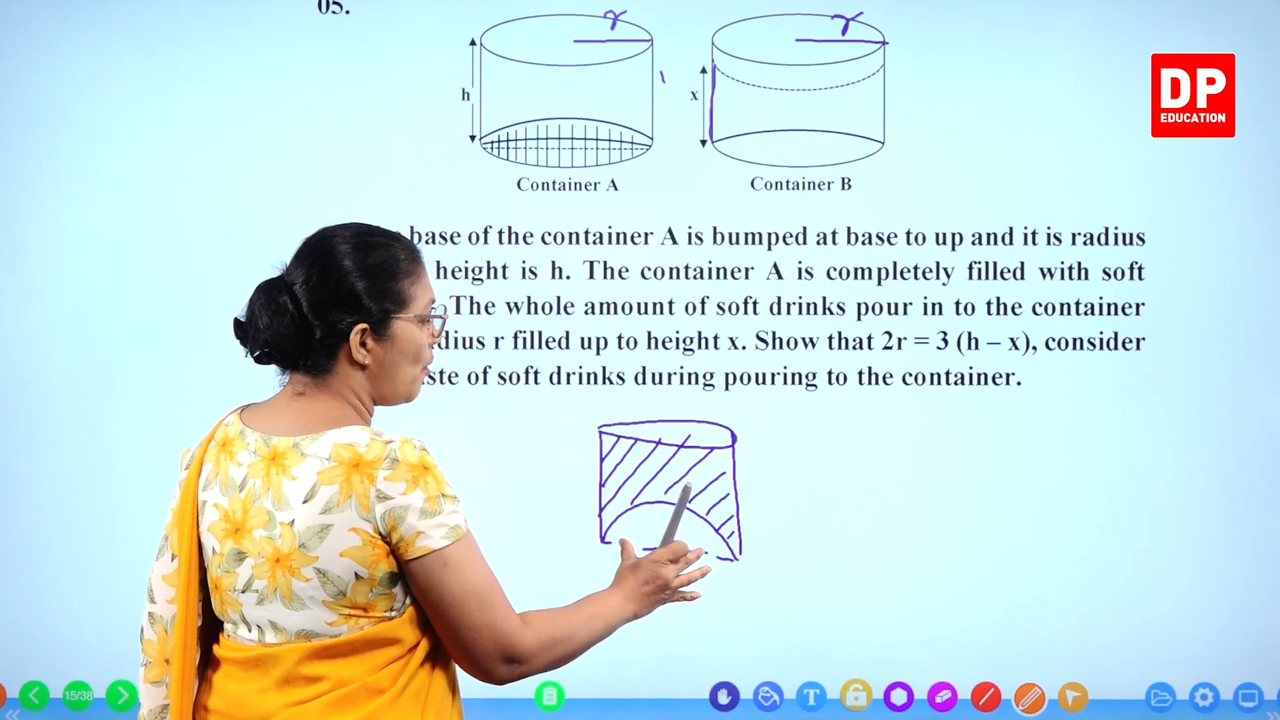 05.
r
r
DP
EDUCATION
h
x
Container A
Container B
base of the container A is bumped at base to up and it is radius
height is h. The container A is completely filled with soft
The whole amount of soft drinks pour in to the container
r filled up to height x. Show that 2r = 3 (h – x), consider
of soft drinks during pouring to the container.
15/38
T